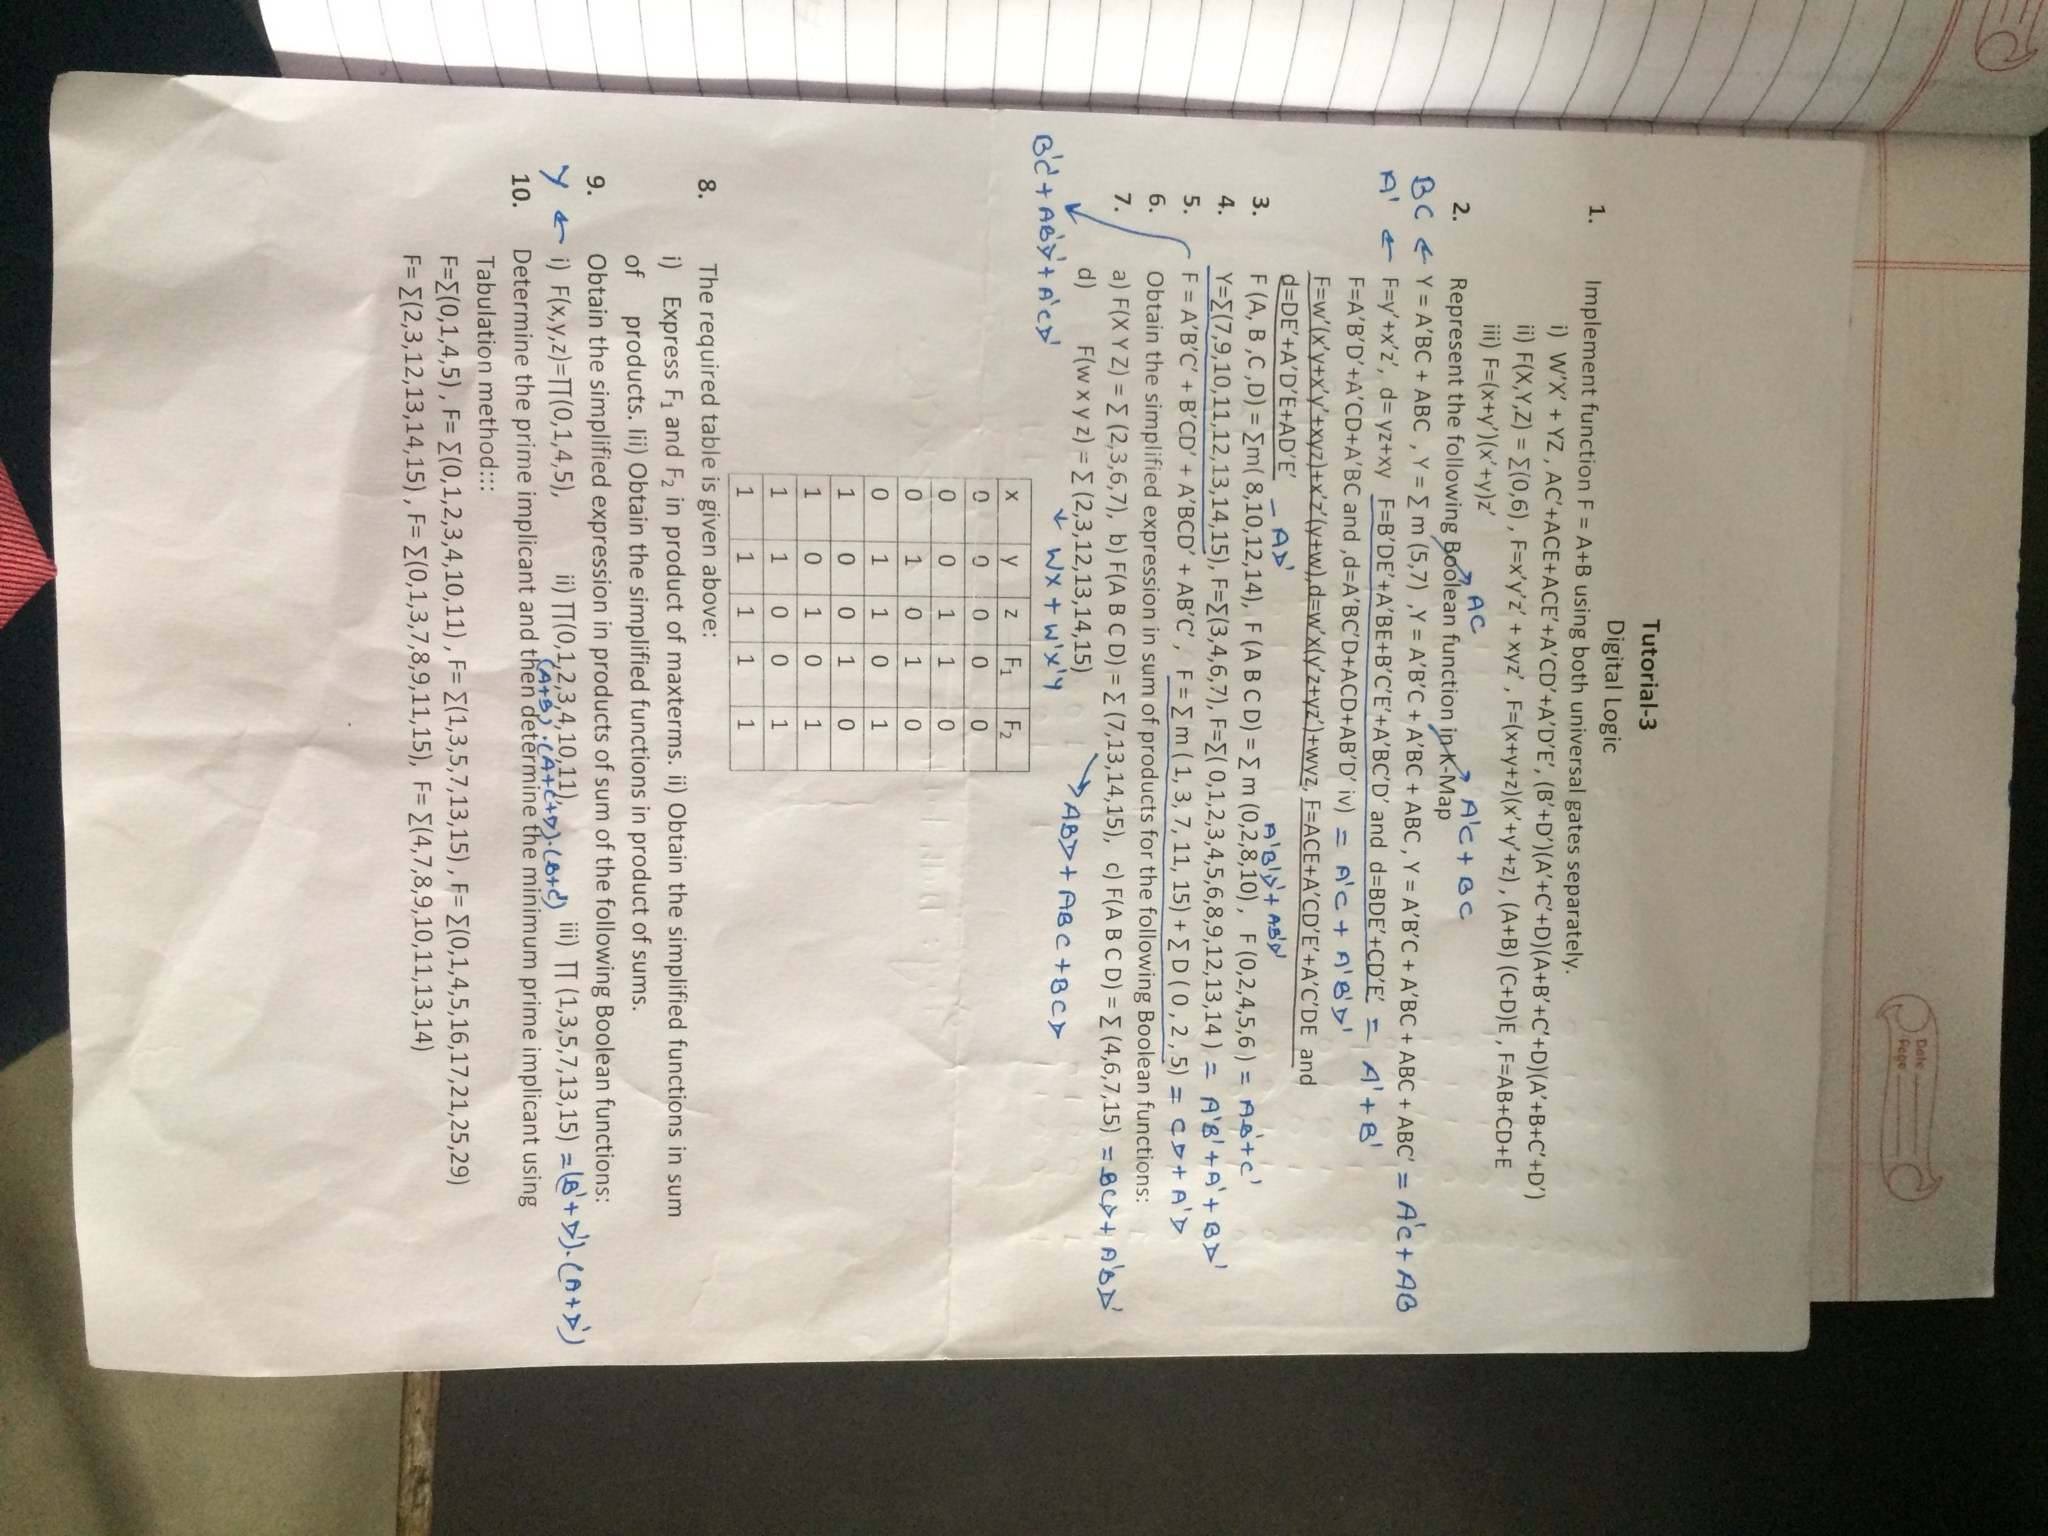 Date
Page
Tutorial-3
Digital Logic
1. Implement function F = A+B using both universal gates separately.
i) W'X' + YZ , AC'+ACE+ACE'+A'CD'+A'D'E', (B'+D')(A'+C'+D)(A+B'+C'+D)(A'+B+C'+D')
ii) F(X,Y,Z) = Σ(0,6) , F=x'y'z' + xyz' , F=(x+y+z)(x'+y'+z) , (A+B) (C+D)E , F=AB+CD+E
iii) F=(x+y')(x'+y)z'
→ AC
→ A'C + BC
2. Represent the following Boolean function in K-Map
BC ← Y = A'BC + ABC , Y = Σ m (5,7) ,Y = A'B'C + A'BC + ABC , Y = A'B'C + A'BC + ABC + ABC' = A'C + AB
A' ← F=y'+x'z', d= yz+xy F=B'DE'+A'BE+B'C'E'+A'BC'D' and d=BDE'+CD'E' = A'+B'
F=A'B'D'+A'CD+A'BC and ,d=A'BC'D+ACD+AB'D' iv) = A'C + A'B'D'
F=w'(x'y+x'y'+xyz)+x'z'(y+w),d=w'x(y'z+yz')+wyz, F=ACE+A'CD'E'+A'C'DE and
d=DE'+A'D'E+AD'E' – AD' A'B'D'+AB'D'
3. F (A, B ,C ,D) = Σm( 8,10,12,14), F (A B C D) = Σ m (0,2,8,10) , F (0,2,4,5,6 ) = AB'+C'
4. Y=Σ(7,9,10,11,12,13,14,15), F=Σ(3,4,6,7), F=Σ( 0,1,2,3,4,5,6,8,9,12,13,14 ) = A'B'+A'+BD'
5. F = A'B'C' + B'CD' + A'BCD' + AB'C' , F = Σ m ( 1, 3, 7, 11, 15) + Σ D ( 0 , 2 , 5) = CD + A'D
6. Obtain the simplified expression in sum of products for the following Boolean functions:
7. a) F(X Y Z) = Σ (2,3,6,7), b) F(A B C D) = Σ (7,13,14,15), c) F(A B C D) = Σ (4,6,7,15) = BCD + A'BD'
d) F(w x y z) = Σ (2,3,12,13,14,15)
B'C' + AB'D' + A'CD' ↓ WX + W'X'Y → ABD + ABC + BCD
x y z F1 F2
0 0 0 0 0
0 0 1 1 0
0 1 0 1 0
0 1 1 0 1
1 0 0 1 0
1 0 1 0 1
1 1 0 0 1
1 1 1 1 1
8. The required table is given above:
i) Express F1 and F2 in product of maxterms. ii) Obtain the simplified functions in sum
of products. Iii) Obtain the simplified functions in product of sums.
9. Obtain the simplified expression in products of sum of the following Boolean functions:
Y ← i) F(x,y,z)=∏(0,1,4,5), ii) ∏(0,1,2,3,4,10,11), iii) ∏ (1,3,5,7,13,15) = (B'+D').(A+D')
(A+B).(A+C+D).(B+C')
10. Determine the prime implicant and then determine the minimum prime implicant using
Tabulation method:::
F=Σ(0,1,4,5) , F= Σ(0,1,2,3,4,10,11) , F= Σ(1,3,5,7,13,15) , F= Σ(0,1,4,5,16,17,21,25,29)
F= Σ(2,3,12,13,14,15) , F= Σ(0,1,3,7,8,9,11,15), F= Σ(4,7,8,9,10,11,13,14)